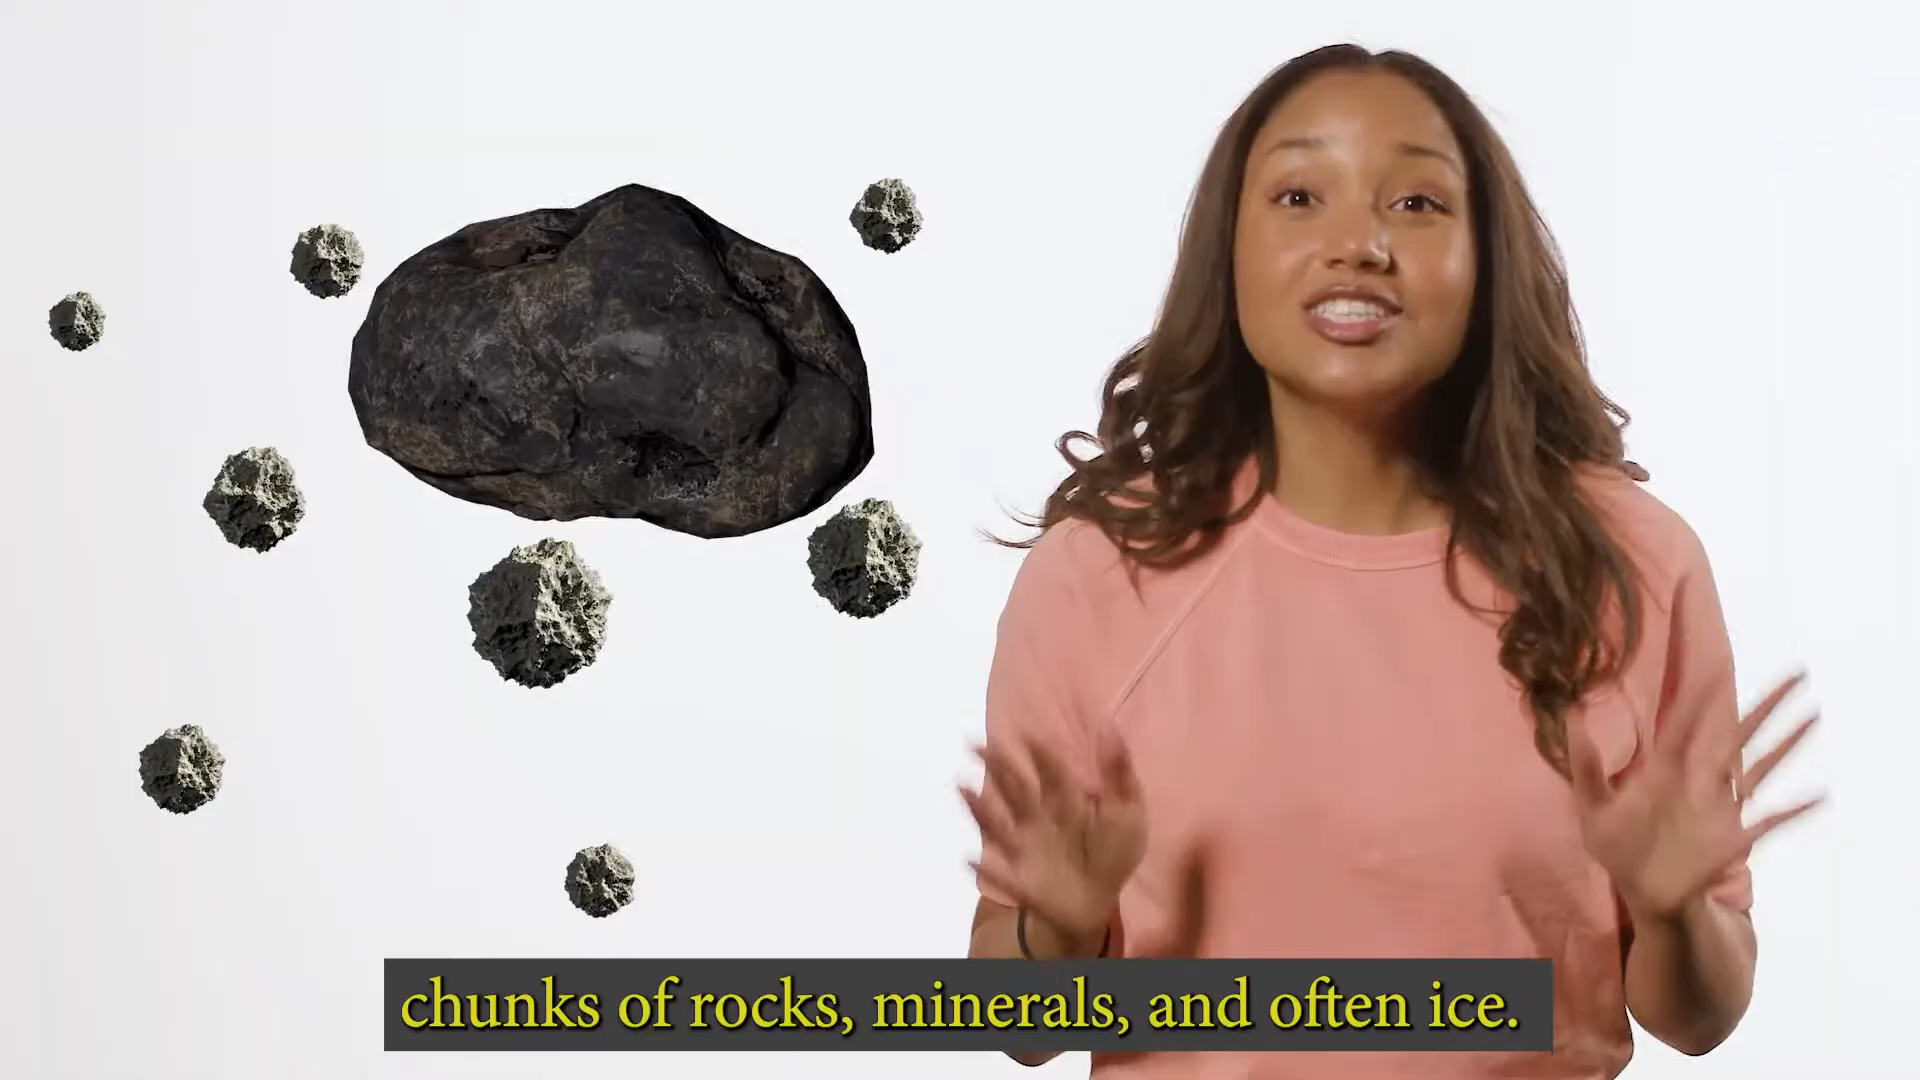 chunks of rocks, minerals, and often ice.